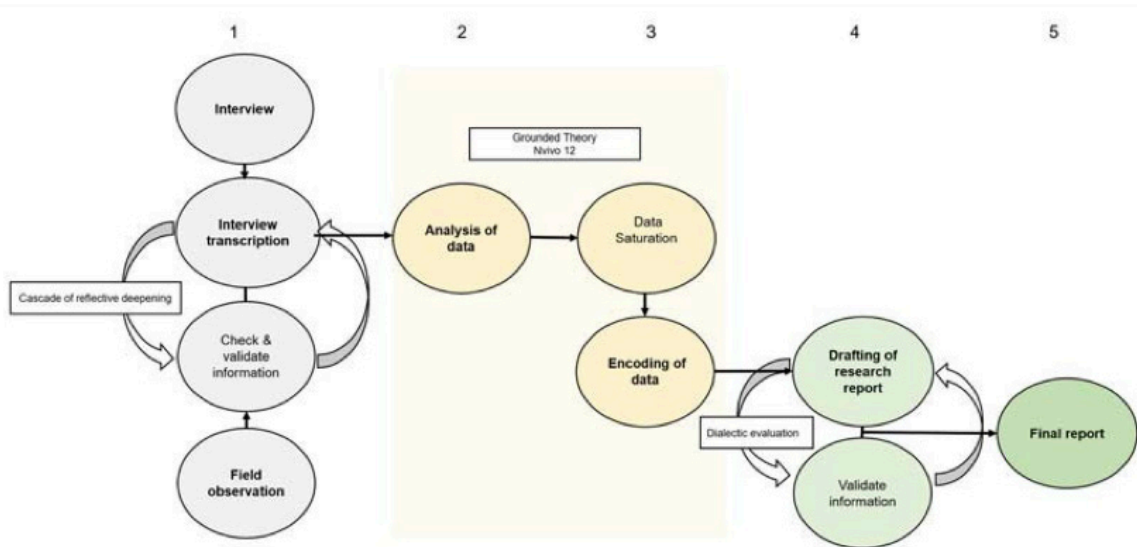 1
2
3
4
5
Interview
Interview
transcription
Cascade of reflective deepening
Check &
validate
information
Field
observation
Grounded Theory
Nvivo 12
Analysis of
data
Data
Saturation
Encoding of
data
Drafting of
research
report
Dialectic evaluation
Validate
information
Final report